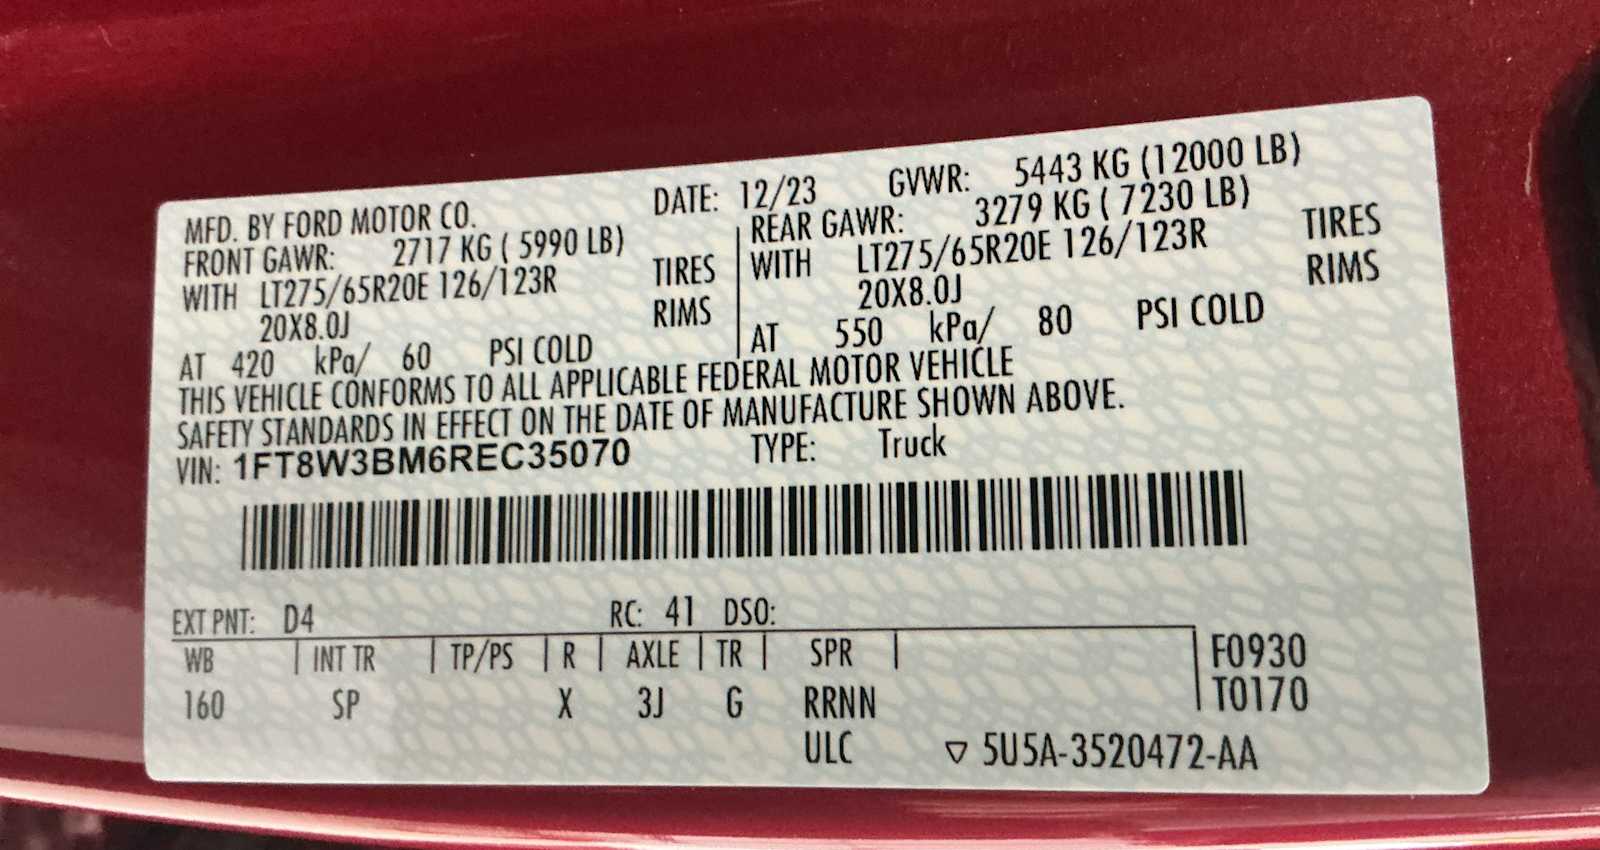 MFD. BY FORD MOTOR CO. DATE: 12/23 GVWR: 5443 KG (12000 LB)
FRONT GAWR: 2717 KG ( 5990 LB)
WITH LT275/65R20E 126/123R TIRES
20X8.0J RIMS
AT 420 kPa/ 60 PSI COLD
REAR GAWR: 3279 KG ( 7230 LB)
WITH LT275/65R20E 126/123R TIRES
20X8.0J RIMS
AT 550 kPa/ 80 PSI COLD
THIS VEHICLE CONFORMS TO ALL APPLICABLE FEDERAL MOTOR VEHICLE
SAFETY STANDARDS IN EFFECT ON THE DATE OF MANUFACTURE SHOWN ABOVE.
VIN: 1FT8W3BM6REC35070 TYPE: Truck
EXT PNT: D4 RC: 41 DSO:
WB | INT TR | TP/PS | R | AXLE | TR | SPR | F0930
160 SP X 3J G RRNN T0170
ULC ▽ 5U5A-3520472-AA